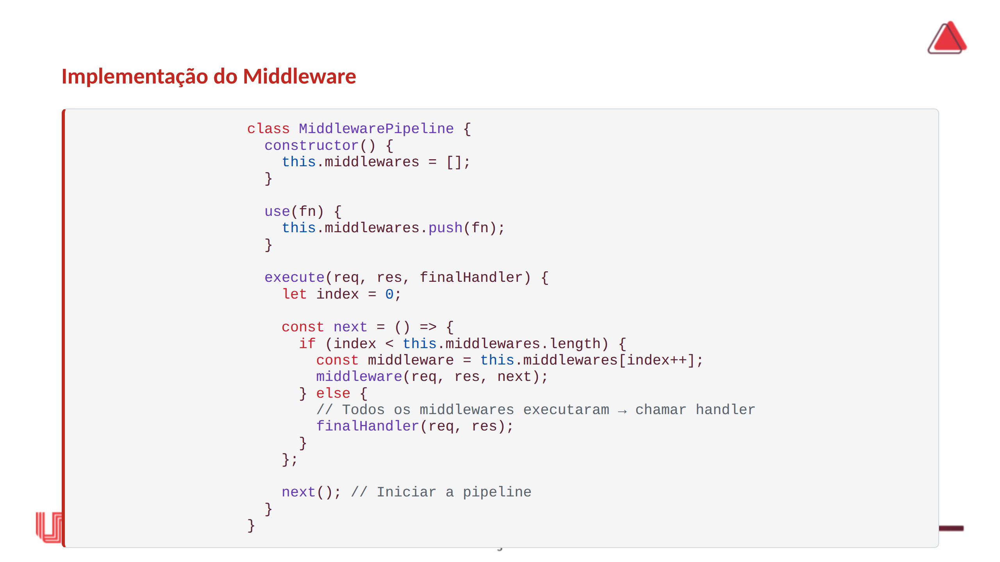 Implementação do Middleware
class MiddlewarePipeline {
  constructor() {
    this.middlewares = [];
  }

  use(fn) {
    this.middlewares.push(fn);
  }

  execute(req, res, finalHandler) {
    let index = 0;

    const next = () => {
      if (index < this.middlewares.length) {
        const middleware = this.middlewares[index++];
        middleware(req, res, next);
      } else {
        // Todos os middlewares executaram → chamar handler
        finalHandler(req, res);
      }
    };

    next(); // Iniciar a pipeline
  }
}